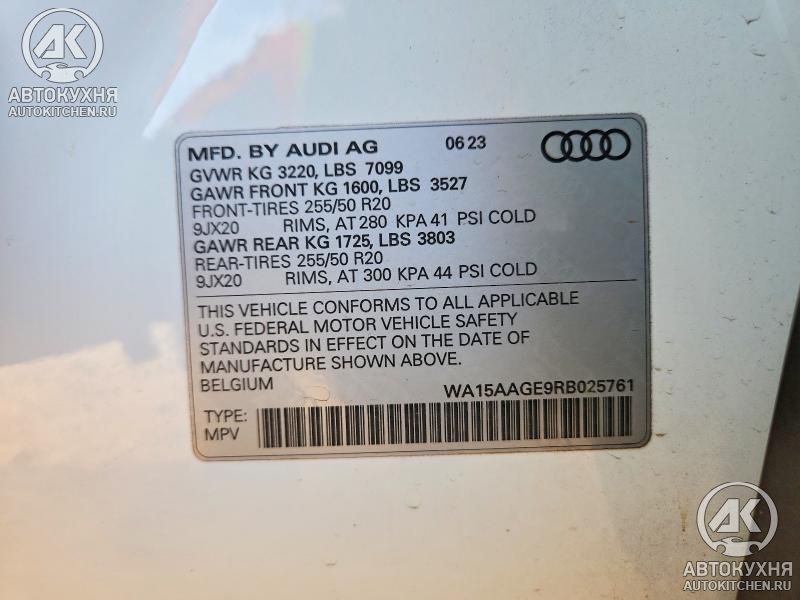 АК
АВТОКУХНЯ
AUTOKITCHEN.RU
MFD. BY AUDI AG 06 23
GVWR KG 3220, LBS 7099
GAWR FRONT KG 1600, LBS 3527
FRONT-TIRES 255/50 R20
9JX20 RIMS, AT 280 KPA 41 PSI COLD
GAWR REAR KG 1725, LBS 3803
REAR-TIRES 255/50 R20
9JX20 RIMS, AT 300 KPA 44 PSI COLD
THIS VEHICLE CONFORMS TO ALL APPLICABLE
U.S. FEDERAL MOTOR VEHICLE SAFETY
STANDARDS IN EFFECT ON THE DATE OF
MANUFACTURE SHOWN ABOVE.
BELGIUM WA15AAGE9RB025761
TYPE:
MPV
АК
АВТОКУХНЯ
AUTOKITCHEN.RU